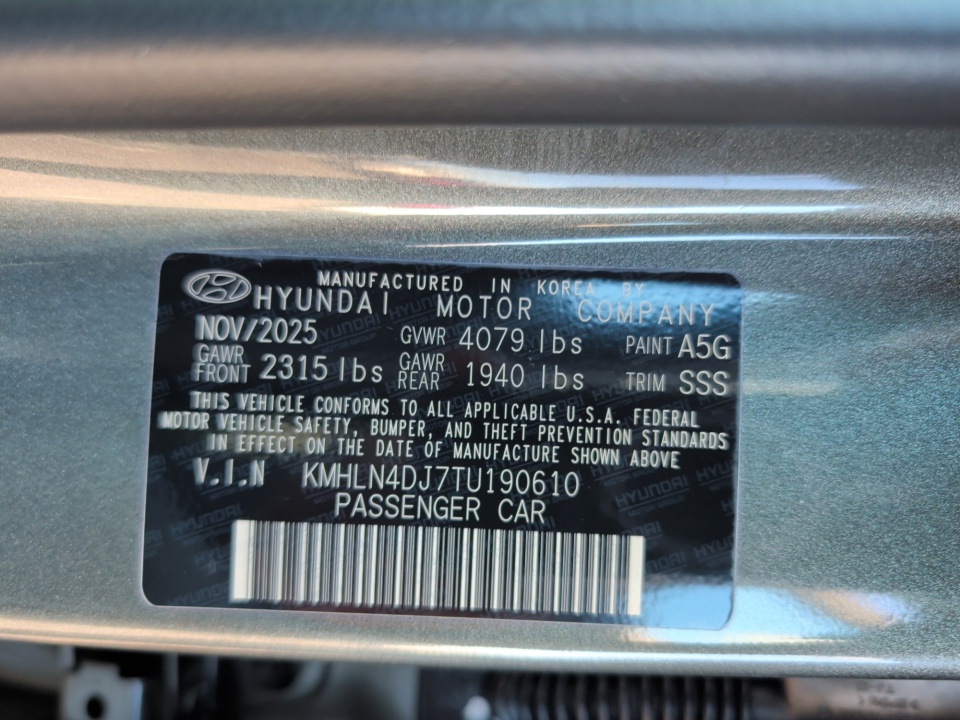 MANUFACTURED IN KOREA BY
HYUNDAI MOTOR COMPANY
NOV/2025 GVWR 4079 lbs PAINT A5G
GAWR FRONT 2315 lbs GAWR REAR 1940 lbs TRIM SSS
THIS VEHICLE CONFORMS TO ALL APPLICABLE U.S.A. FEDERAL
MOTOR VEHICLE SAFETY, BUMPER, AND THEFT PREVENTION STANDARDS
IN EFFECT ON THE DATE OF MANUFACTURE SHOWN ABOVE
V.I.N KMHLN4DJ7TU190610
PASSENGER CAR